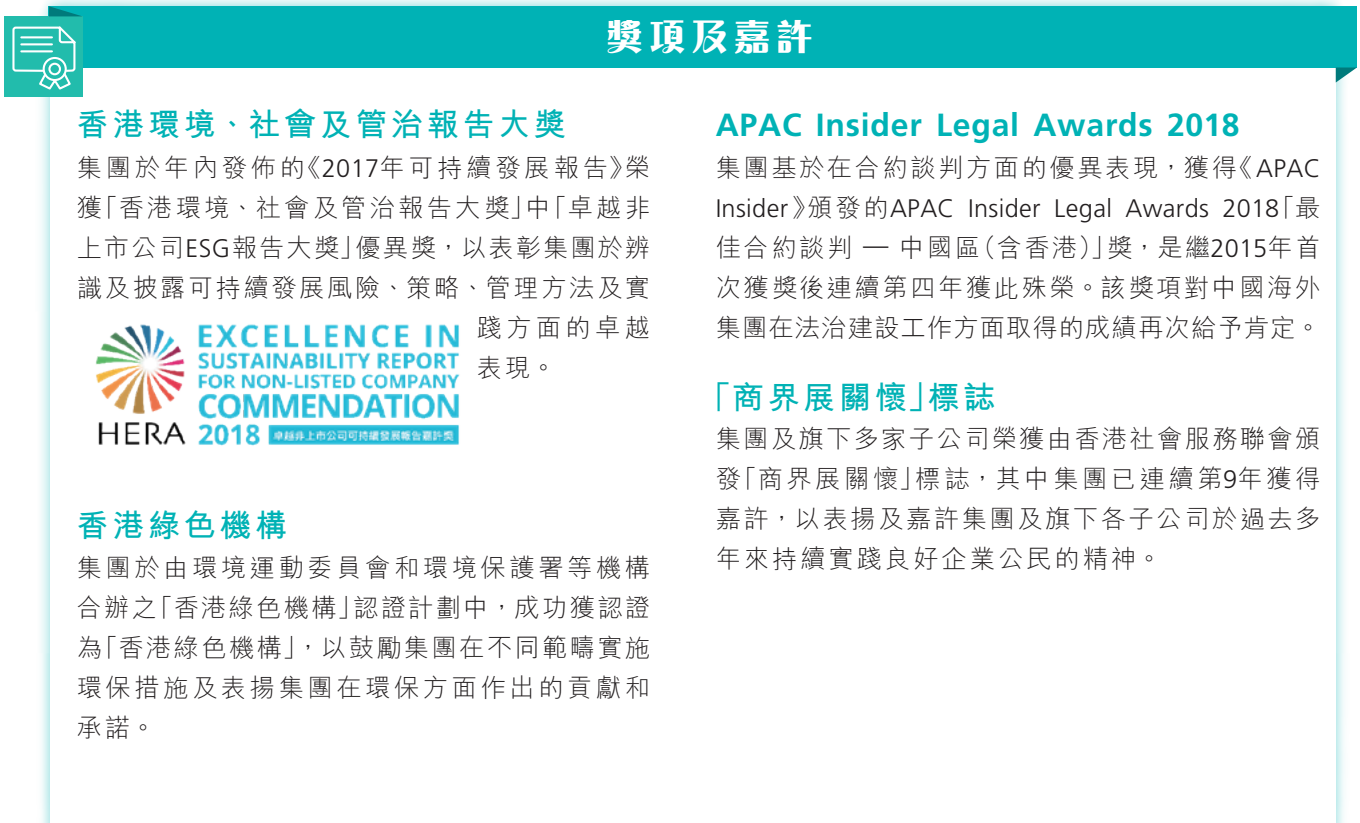 獎項及嘉許
香港環境、社會及管治報告大獎
集團於年內發佈的《2017年可持續發展報告》榮
獲「香港環境、社會及管治報告大獎」中「卓越非
上市公司ESG報告大獎」優異獎，以表彰集團於辨
識及披露可持續發展風險、策略、管理方法及實
踐方面的卓越
表現。
EXCELLENCE IN
SUSTAINABILITY REPORT
FOR NON-LISTED COMPANY
COMMENDATION
HERA 2018 卓越非上市公司可持續發展報告嘉許獎
香港綠色機構
集團於由環境運動委員會和環境保護署等機構
合辦之「香港綠色機構」認證計劃中，成功獲認證
為「香港綠色機構」，以鼓勵集團在不同範疇實施
環保措施及表揚集團在環保方面作出的貢獻和
承諾。
APAC Insider Legal Awards 2018
集團基於在合約談判方面的優異表現，獲得《APAC
Insider》頒發的APAC Insider Legal Awards 2018「最
佳合約談判 — 中國區（含香港）」獎，是繼2015年首
次獲獎後連續第四年獲此殊榮。該獎項對中國海外
集團在法治建設工作方面取得的成績再次給予肯定。
「商界展關懷」標誌
集團及旗下多家子公司榮獲由香港社會服務聯會頒
發「商界展關懷」標誌，其中集團已連續第9年獲得
嘉許，以表揚及嘉許集團及旗下各子公司於過去多
年來持續實踐良好企業公民的精神。